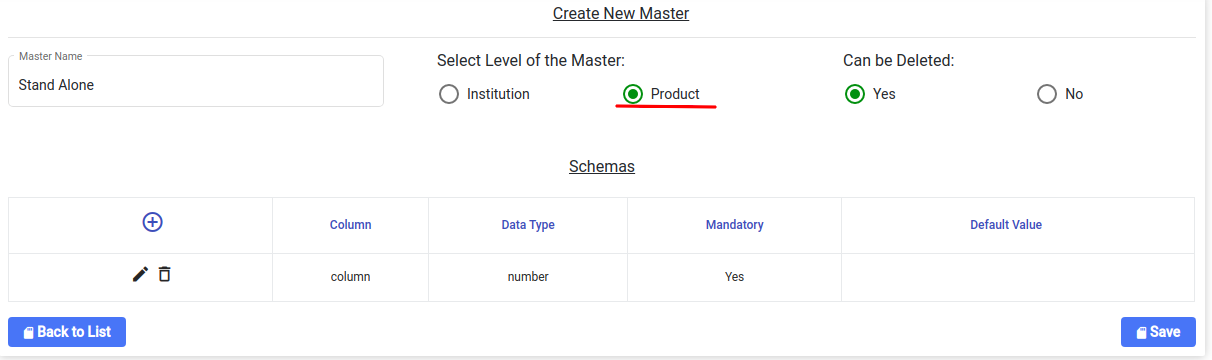 Create New Master
Master Name
Stand Alone
Select Level of the Master:
Institution
Product
Can be Deleted:
Yes
No
Schemas
Column Data Type Mandatory Default Value
column number Yes
Back to List
Save